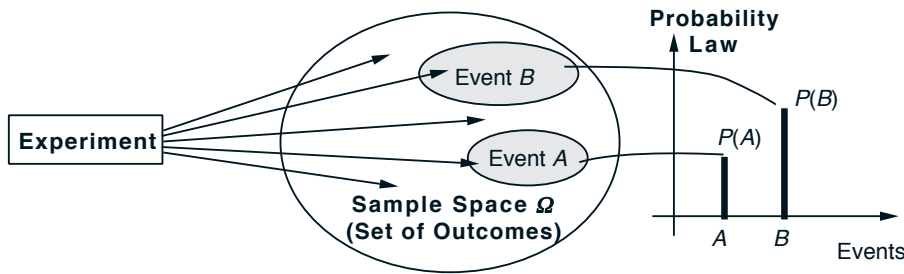 Probability
Law
Event B
P(B)
Experiment
P(A)
Event A
Sample Space Ω
(Set of Outcomes)
A
B
Events